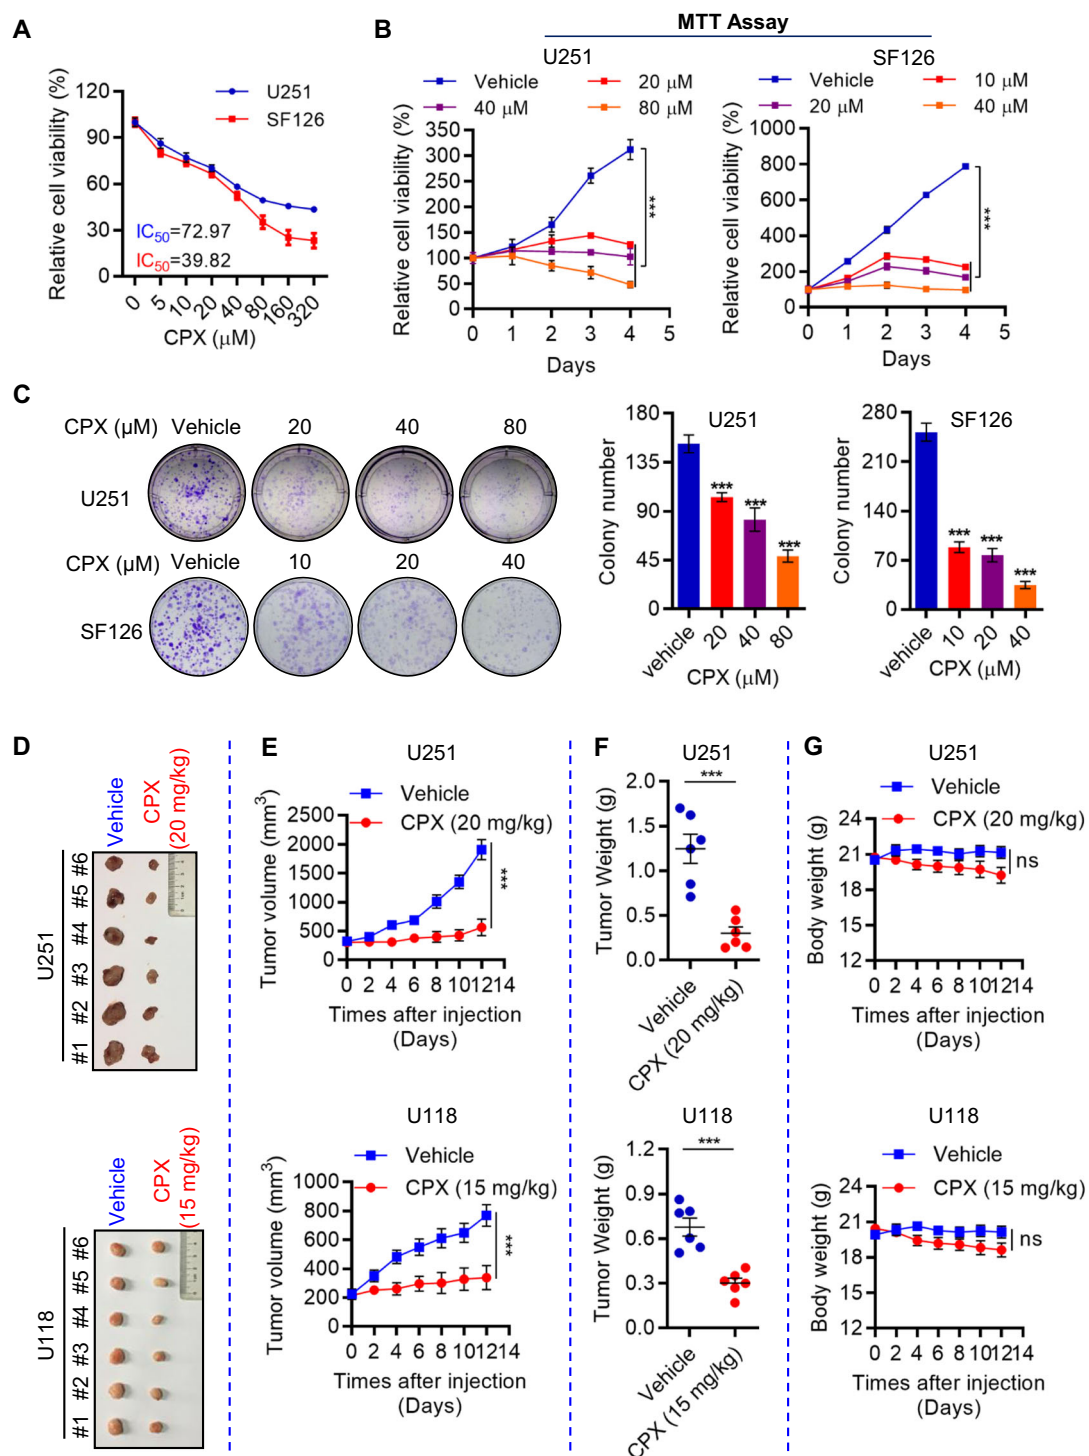 A
Relative cell viability (%)
120
90
60
30
0
U251
SF126
IC50=72.97
IC50=39.82
0 5 10 20 40 80 160 320
CPX (μM)
B
MTT Assay
U251
Vehicle 20 μM
40 μM 80 μM
Relative cell viability (%)
350
300
250
200
150
100
50
0
***
0 1 2 3 4 5
Days
SF126
Vehicle 10 μM
20 μM 40 μM
Relative cell viability (%)
1000
800
600
400
200
0
***
0 1 2 3 4 5
Days
C
CPX (μM) Vehicle 20 40 80
U251
CPX (μM) Vehicle 10 20 40
SF126
U251
Colony number
180
135
90
45
0
*** *** ***
vehicle 20 40 80
CPX (μM)
SF126
Colony number
280
210
140
70
0
*** *** ***
vehicle 10 20 40
CPX (μM)
D
Vehicle
CPX
(20 mg/kg)
U251
#6
#5
#4
#3
#2
#1
Vehicle
CPX
(15 mg/kg)
U118
#6
#5
#4
#3
#2
#1
E
U251
Vehicle
CPX (20 mg/kg)
Tumor volume (mm3)
2500
2000
1500
1000
500
0
***
0 2 4 6 8 10 12 14
Times after injection
(Days)
U118
Vehicle
CPX (15 mg/kg)
Tumor volume (mm3)
1000
800
600
400
200
0
***
0 2 4 6 8 10 12 14
Times after injection
(Days)
F
U251
***
Tumor Weight (g)
2.0
1.5
1.0
0.5
0.0
Vehicle
CPX (20 mg/kg)
U118
***
Tumor Weight (g)
1.2
0.9
0.6
0.3
0.0
Vehicle
CPX (15 mg/kg)
G
U251
Vehicle
CPX (20 mg/kg)
Body weight (g)
24
21
18
15
12
ns
0 2 4 6 8 10 12 14
Times after injection
(Days)
U118
Vehicle
CPX (15 mg/kg)
Body weight (g)
24
21
18
15
12
ns
0 2 4 6 8 10 12 14
Times after injection
(Days)